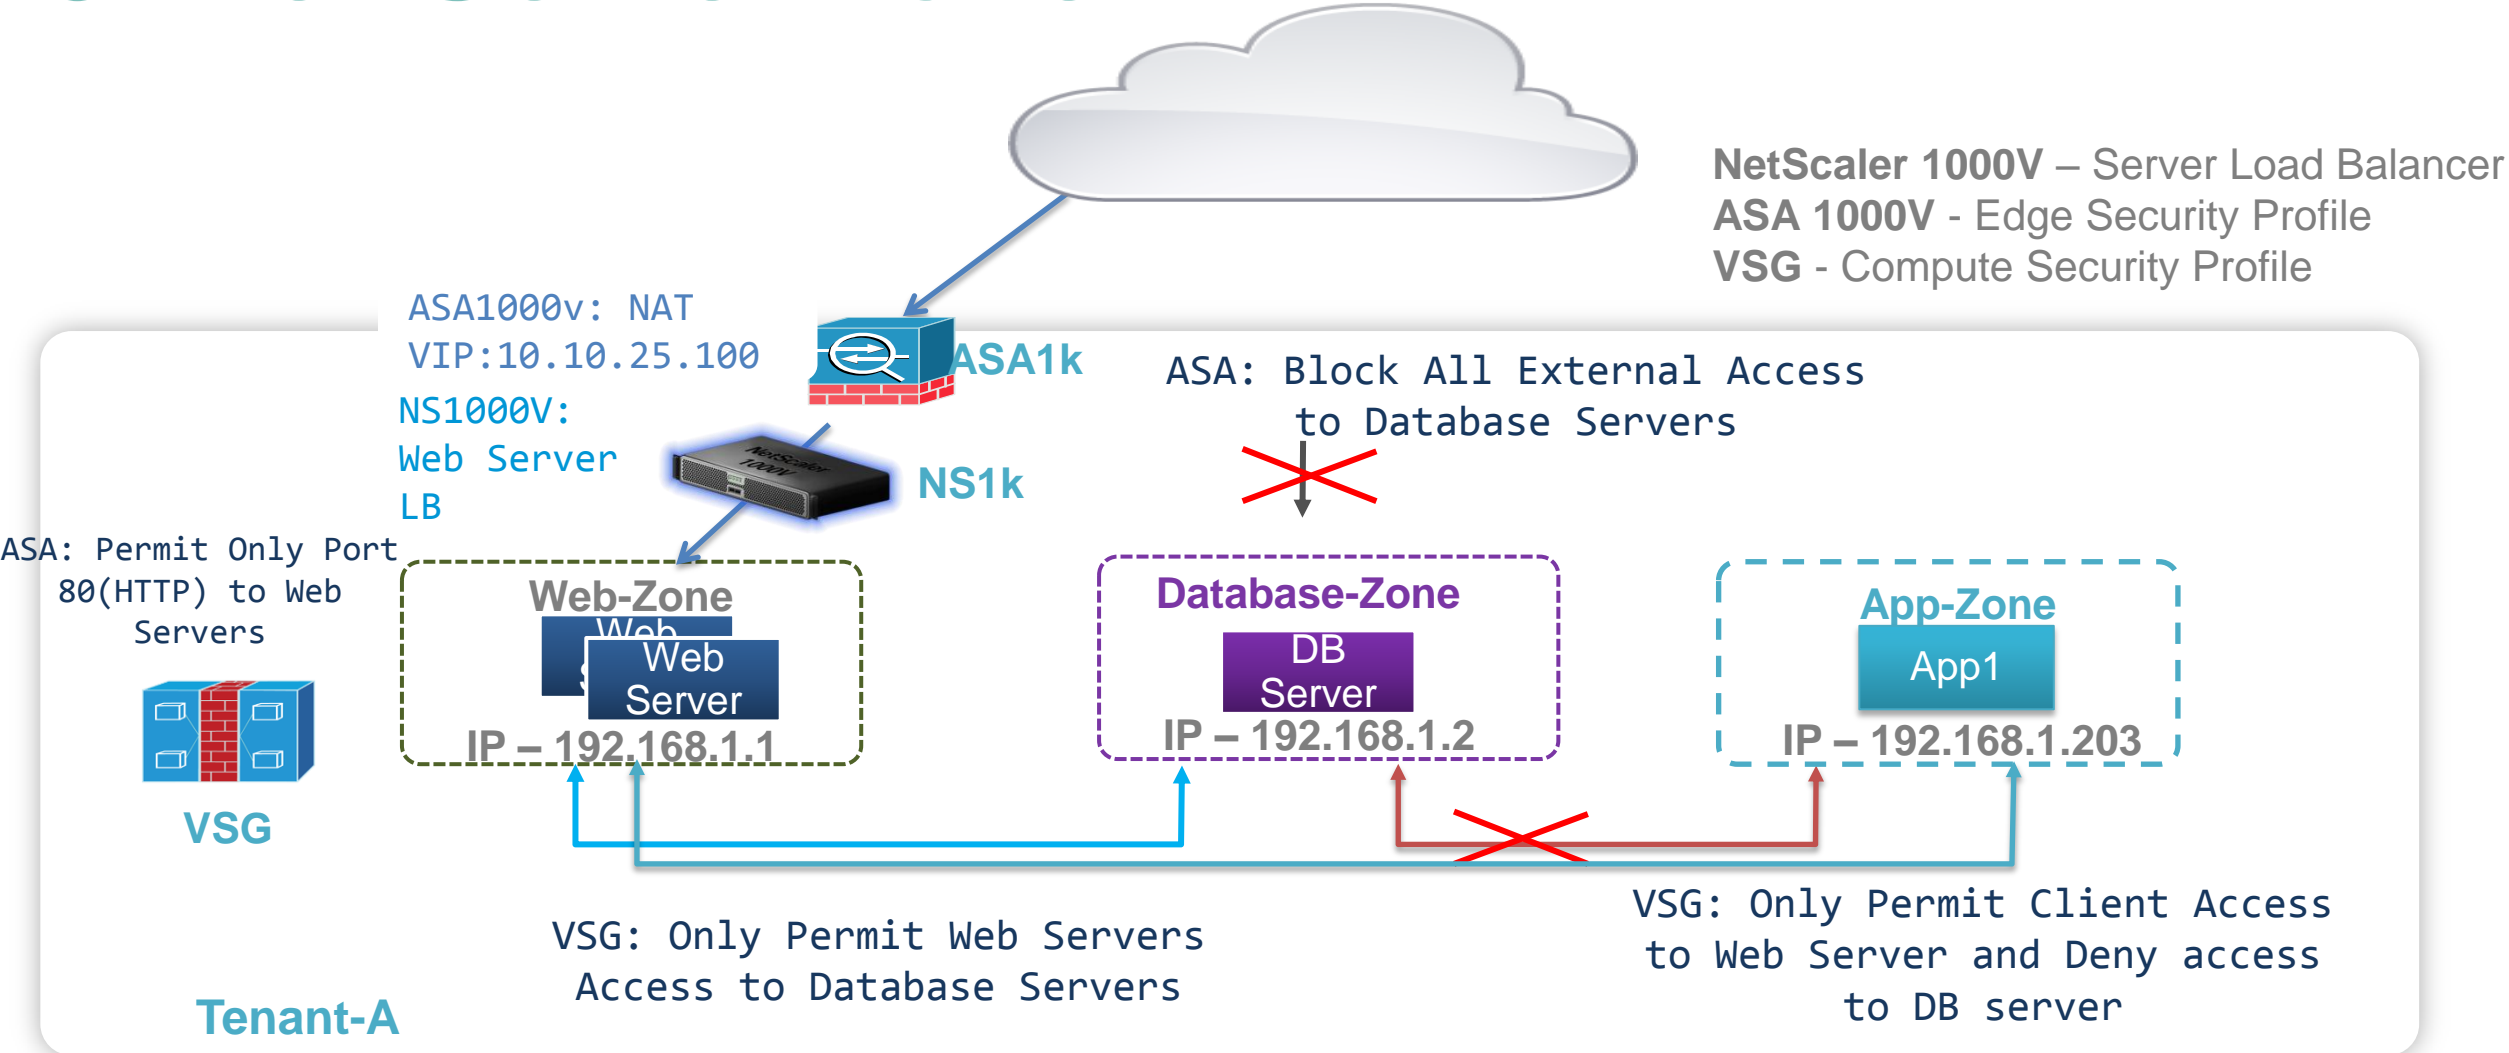 NetScaler 1000V – Server Load Balancer
ASA 1000V - Edge Security Profile
VSG - Compute Security Profile
ASA1000v: NAT
VIP:10.10.25.100
ASA1k
NS1000V:
Web Server
LB
NetScaler
1000V
NS1k
ASA: Block All External Access
to Database Servers
ASA: Permit Only Port
80(HTTP) to Web
Servers
VSG
Web-Zone
Web
Web
Server
IP – 192.168.1.1
Database-Zone
DB
Server
IP – 192.168.1.2
App-Zone
App1
IP – 192.168.1.203
VSG: Only Permit Web Servers
Access to Database Servers
VSG: Only Permit Client Access
to Web Server and Deny access
to DB server
Tenant-A